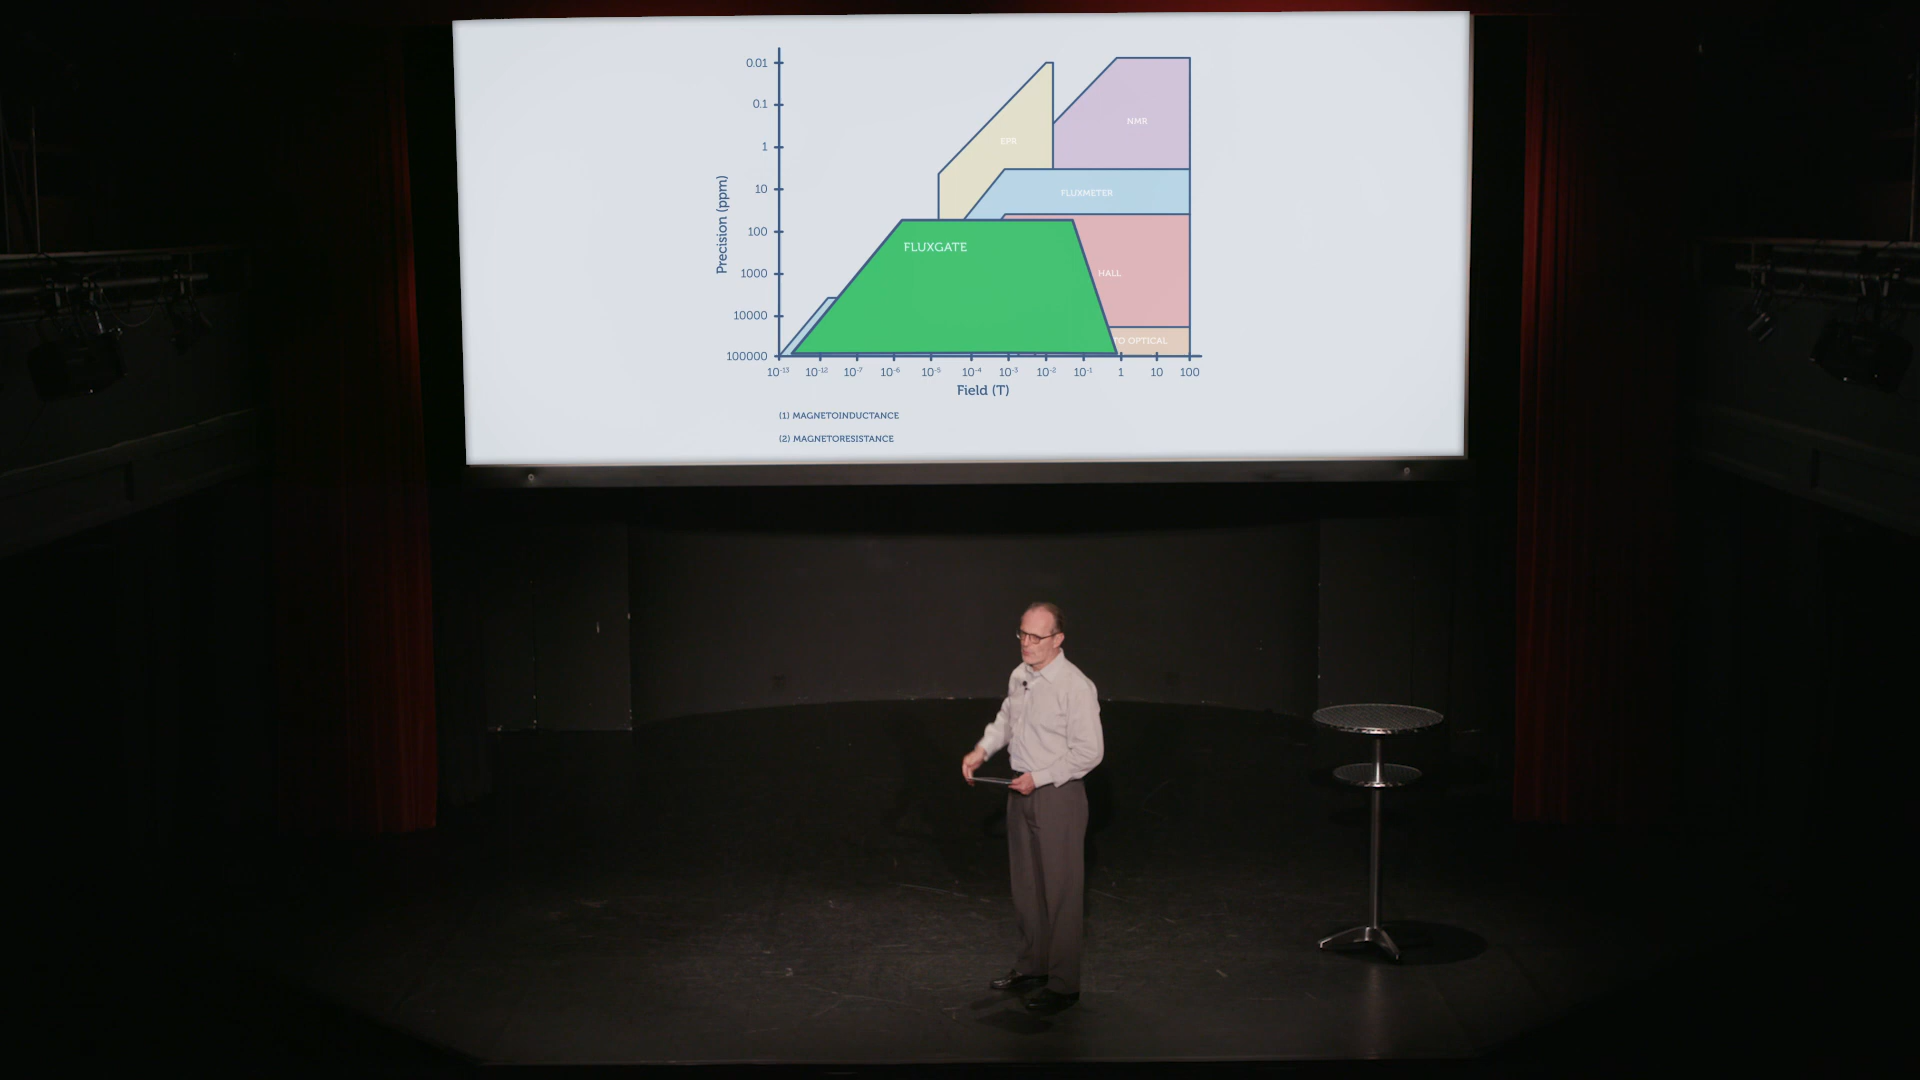 0.01
0.1
1
10
100
1000
10000
100000
Precision (ppm)
EPR
NMR
FLUXMETER
FLUXGATE
HALL
TO OPTICAL
10-13 10-12 10-7 10-6 10-5 10-4 10-3 10-2 10-1 1 10 100
Field (T)
(1) MAGNETOINDUCTANCE
(2) MAGNETORESISTANCE